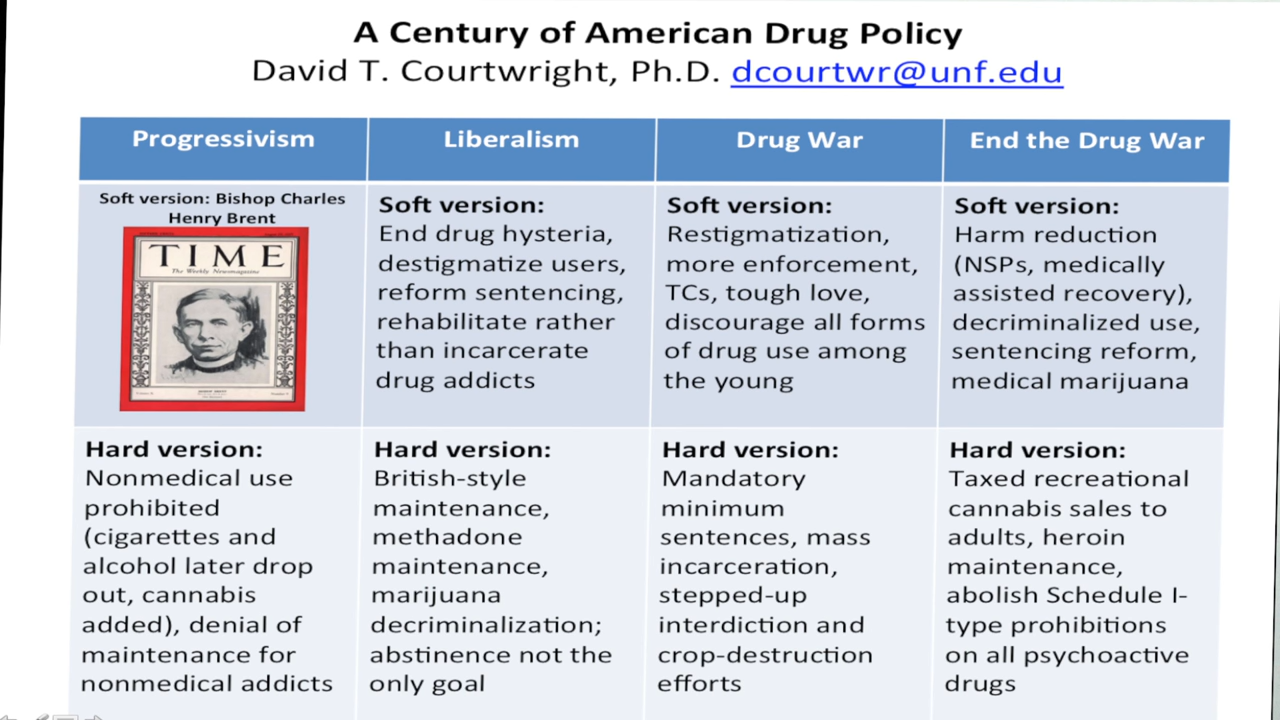 A Century of American Drug Policy
David T. Courtwright, Ph.D. dcourtwr@unf.edu
Progressivism
Liberalism
Drug War
End the Drug War
Soft version: Bishop Charles
Henry Brent
TIME
The Weekly Newsmagazine
Soft version:
End drug hysteria,
destigmatize users,
reform sentencing,
rehabilitate rather
than incarcerate
drug addicts
Soft version:
Restigmatization,
more enforcement,
TCs, tough love,
discourage all forms
of drug use among
the young
Soft version:
Harm reduction
(NSPs, medically
assisted recovery),
decriminalized use,
sentencing reform,
medical marijuana
Hard version:
Nonmedical use
prohibited
(cigarettes and
alcohol later drop
out, cannabis
added), denial of
maintenance for
nonmedical addicts
Hard version:
British-style
maintenance,
methadone
maintenance,
marijuana
decriminalization;
abstinence not the
only goal
Hard version:
Mandatory
minimum
sentences, mass
incarceration,
stepped-up
interdiction and
crop-destruction
efforts
Hard version:
Taxed recreational
cannabis sales to
adults, heroin
maintenance,
abolish Schedule I-
type prohibitions
on all psychoactive
drugs